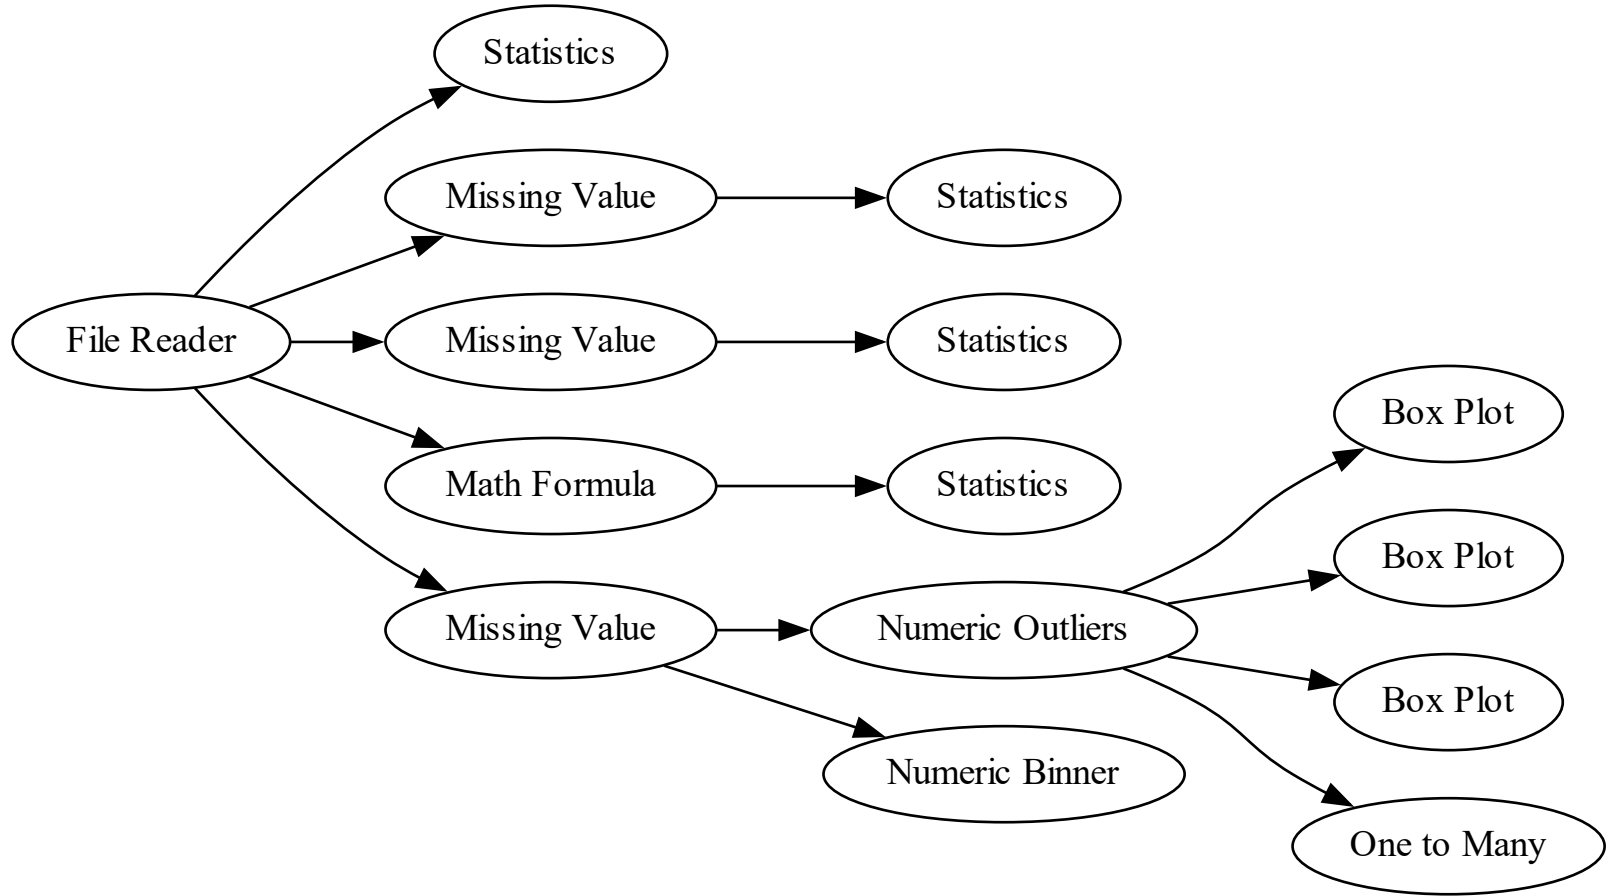 Statistics
Missing Value
Statistics
File Reader
Missing Value
Statistics
Box Plot
Math Formula
Statistics
Box Plot
Missing Value
Numeric Outliers
Box Plot
Numeric Binner
One to Many